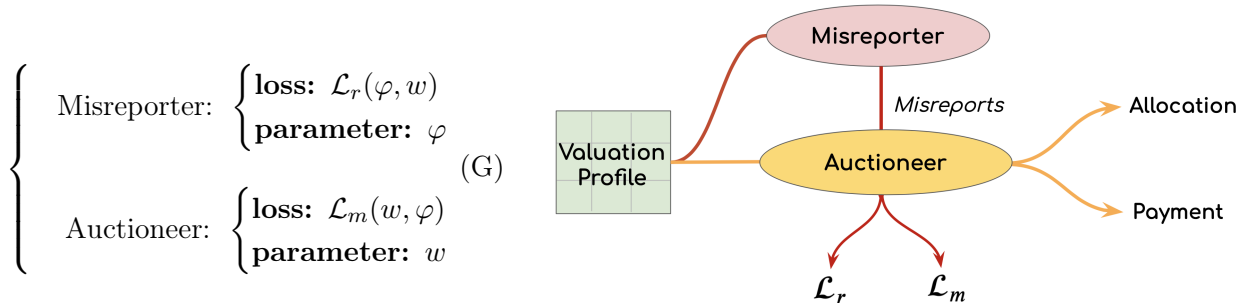 Misreporter:
loss: ℒ_r(φ, w)
parameter: φ
(G)
Auctioneer:
loss: ℒ_m(w, φ)
parameter: w
Misreporter
Misreports
Valuation
Profile
Auctioneer
Allocation
Payment
ℒ_r
ℒ_m